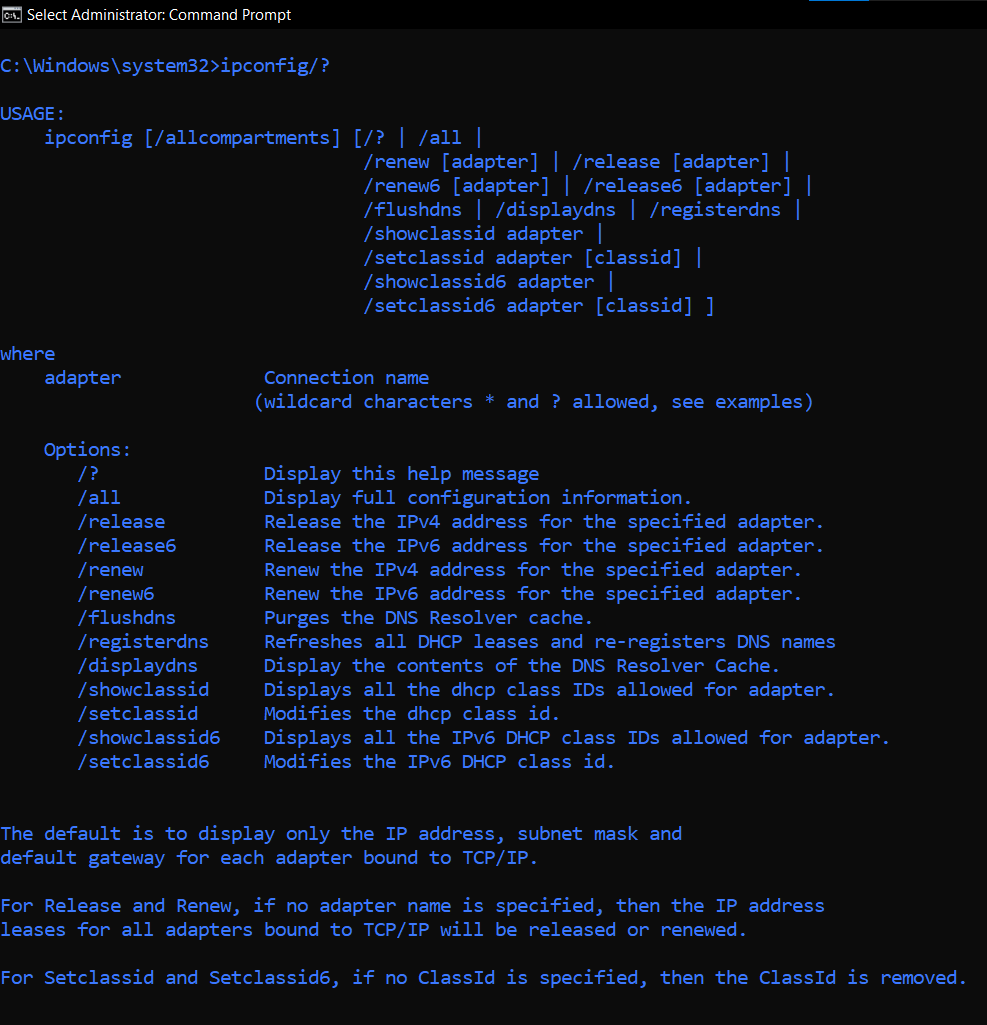 Select Administrator: Command Prompt
C:\Windows\system32>ipconfig/?
USAGE:
ipconfig [/allcompartments] [/? | /all |
/renew [adapter] | /release [adapter] |
/renew6 [adapter] | /release6 [adapter] |
/flushdns | /displaydns | /registerdns |
/showclassid adapter |
/setclassid adapter [classid] |
/showclassid6 adapter |
/setclassid6 adapter [classid] ]
where
adapter Connection name
(wildcard characters * and ? allowed, see examples)
Options:
/? Display this help message
/all Display full configuration information.
/release Release the IPv4 address for the specified adapter.
/release6 Release the IPv6 address for the specified adapter.
/renew Renew the IPv4 address for the specified adapter.
/renew6 Renew the IPv6 address for the specified adapter.
/flushdns Purges the DNS Resolver cache.
/registerdns Refreshes all DHCP leases and re-registers DNS names
/displaydns Display the contents of the DNS Resolver Cache.
/showclassid Displays all the dhcp class IDs allowed for adapter.
/setclassid Modifies the dhcp class id.
/showclassid6 Displays all the IPv6 DHCP class IDs allowed for adapter.
/setclassid6 Modifies the IPv6 DHCP class id.
The default is to display only the IP address, subnet mask and
default gateway for each adapter bound to TCP/IP.
For Release and Renew, if no adapter name is specified, then the IP address
leases for all adapters bound to TCP/IP will be released or renewed.
For Setclassid and Setclassid6, if no ClassId is specified, then the ClassId is removed.